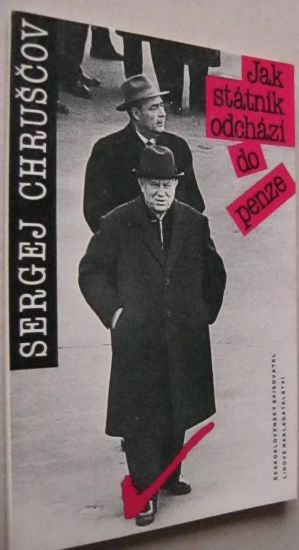 SERGEJ CHRUŠČOV
Jak
státník
odchází
do
penze
ČESKOSLOVENSKÝ SPISOVATEL
LIDOVÉ NAKLADATELSTVÍ